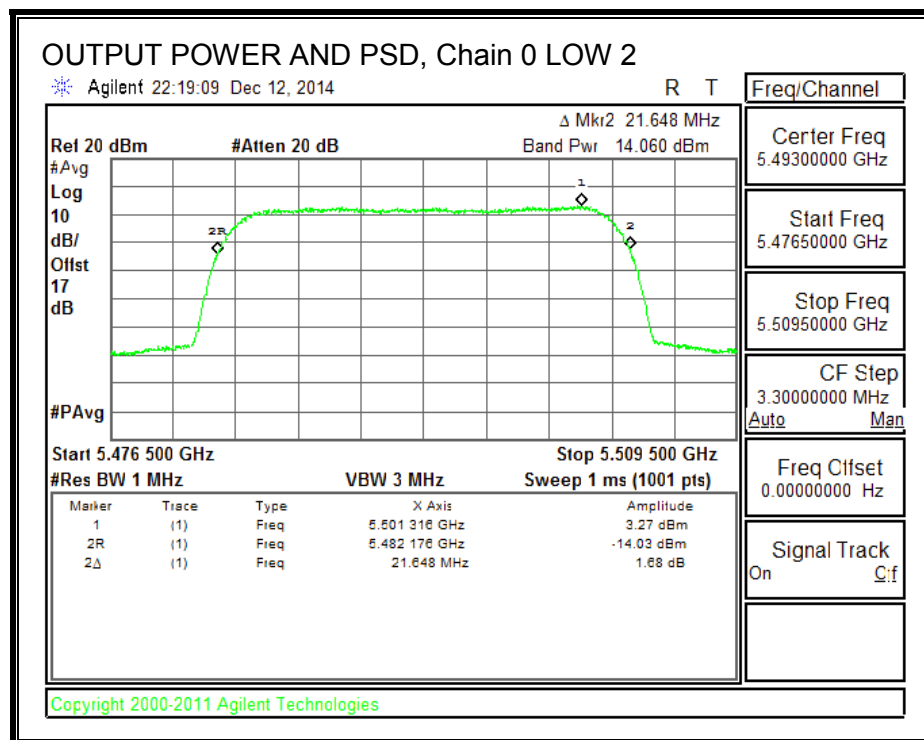 OUTPUT POWER AND PSD, Chain 0 LOW 2
Agilent 22:19:09 Dec 12, 2014
R T
Freq/Channel
Δ Mkr2 21.648 MHz
Ref 20 dBm #Atten 20 dB Band Pwr 14.060 dBm
#Avg
Log
10
dB/
Offst
17
dB
#PAvg
1
2R
2
Center Freq
5.49300000 GHz
Start Freq
5.47650000 GHz
Stop Freq
5.50950000 GHz
CF Step
3.30000000 MHz
Auto Man
Freq Offset
0.00000000 Hz
Signal Track
On Off
Start 5.476 500 GHz Stop 5.509 500 GHz
#Res BW 1 MHz VBW 3 MHz Sweep 1 ms (1001 pts)
Marker Trace Type X Axis Amplitude
1 (1) Freq 5.501 316 GHz 3.27 dBm
2R (1) Freq 5.482 176 GHz -14.03 dBm
2Δ (1) Freq 21.648 MHz 1.68 dB
Copyright 2000-2011 Agilent Technologies